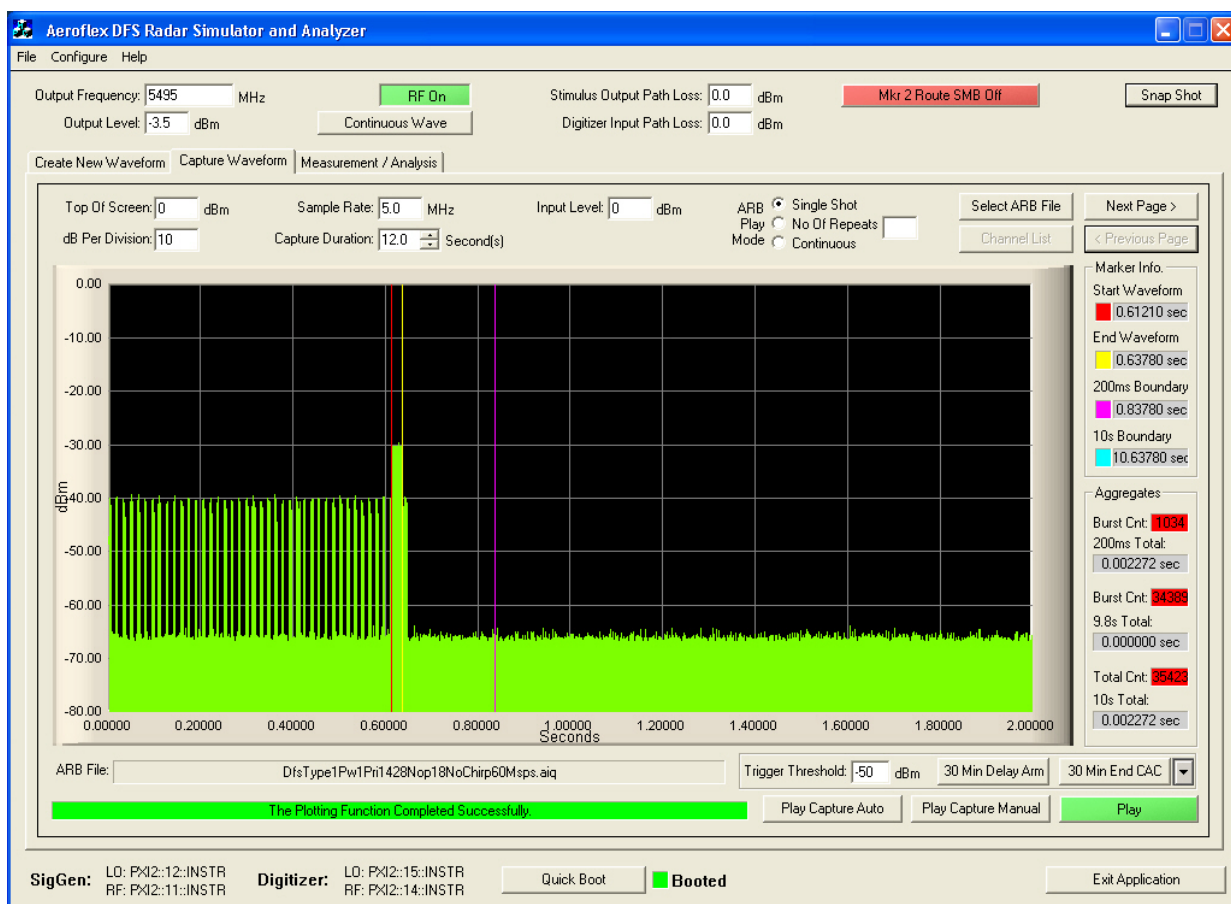 Aeroflex DFS Radar Simulator and Analyzer
File Configure Help
Output Frequency: 5495 MHz RF On Stimulus Output Path Loss: 0.0 dBm Mkr 2 Route SMB Off Snap Shot
Output Level: -3.5 dBm Continuous Wave Digitizer Input Path Loss: 0.0 dBm
Create New Waveform Capture Waveform Measurement / Analysis
Top Of Screen: 0 dBm Sample Rate: 5.0 MHz Input Level: 0 dBm ARB Single Shot Select ARB File Next Page >
Play No Of Repeats
dB Per Division: 10 Capture Duration: 12.0 Second(s) Mode Continuous Channel List < Previous Page
Marker Info.
Start Waveform
0.61210 sec
End Waveform
0.63780 sec
200ms Boundary
0.83780 sec
10s Boundary
10.63780 sec
Aggregates
Burst Cnt: 1034
200ms Total:
0.002272 sec
Burst Cnt: 34389
9.8s Total:
0.000000 sec
Total Cnt: 35423
10s Total:
0.002272 sec
0.00
-10.00
-20.00
-30.00
-40.00
-50.00
-60.00
-70.00
-80.00
dBm
0.00000 0.20000 0.40000 0.60000 0.80000 1.00000 1.20000 1.40000 1.60000 1.80000 2.00000
Seconds
ARB File: DfsType1Pw1Pri1428Nop18NoChirp60Msps.aiq Trigger Threshold: -50 dBm 30 Min Delay Arm 30 Min End CAC
The Plotting Function Completed Successfully. Play Capture Auto Play Capture Manual Play
SigGen: LO: PXI2::12::INSTR Digitizer: LO: PXI2::15::INSTR Quick Boot Booted Exit Application
RF: PXI2::11::INSTR RF: PXI2::14::INSTR